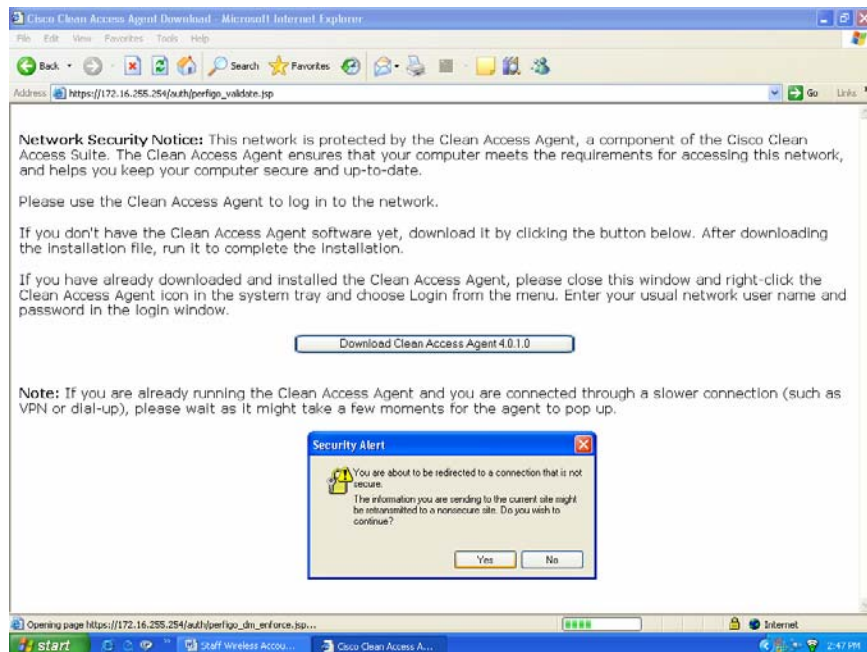 Cisco Clean Access Agent Download - Microsoft Internet Explorer
File Edit View Favorites Tools Help
Back Search Favorites
Address https://172.16.255.254/auth/perfigo_validate.jsp Go Links
Network Security Notice: This network is protected by the Clean Access Agent, a component of the Cisco Clean
Access Suite. The Clean Access Agent ensures that your computer meets the requirements for accessing this network,
and helps you keep your computer secure and up-to-date.
Please use the Clean Access Agent to log in to the network.
If you don't have the Clean Access Agent software yet, download it by clicking the button below. After downloading
the installation file, run it to complete the installation.
If you have already downloaded and installed the Clean Access Agent, please close this window and right-click the
Clean Access Agent icon in the system tray and choose Login from the menu. Enter your usual network user name and
password in the login window.
Download Clean Access Agent 4.0.1.0
Note: If you are already running the Clean Access Agent and you are connected through a slower connection (such as
VPN or dial-up), please wait as it might take a few moments for the agent to pop up.
Security Alert
You are about to be redirected to a connection that is not
secure.
The information you are sending to the current site might
be retransmitted to a nonsecure site. Do you wish to
continue?
Yes No
Opening page https://172.16.255.254/auth/perfigo_dm_enforce.jsp... Internet
start Staff Wireless Accou... Cisco Clean Access A... 2:47 PM